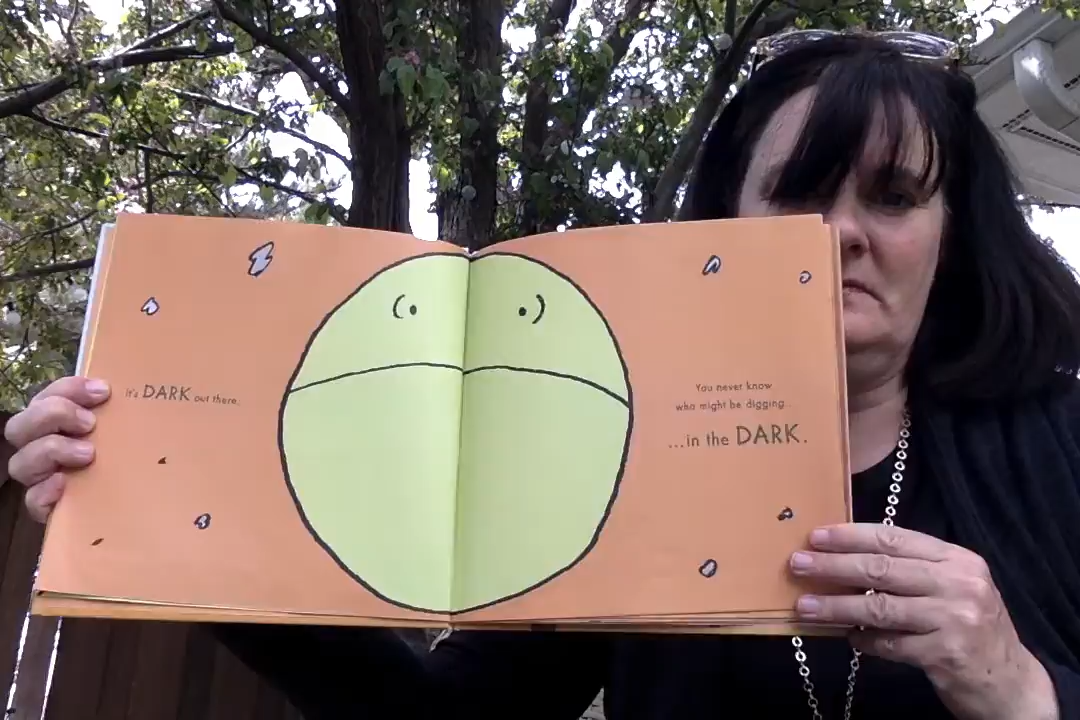 It's DARK out there.
You never know
who might be digging...
...in the DARK.